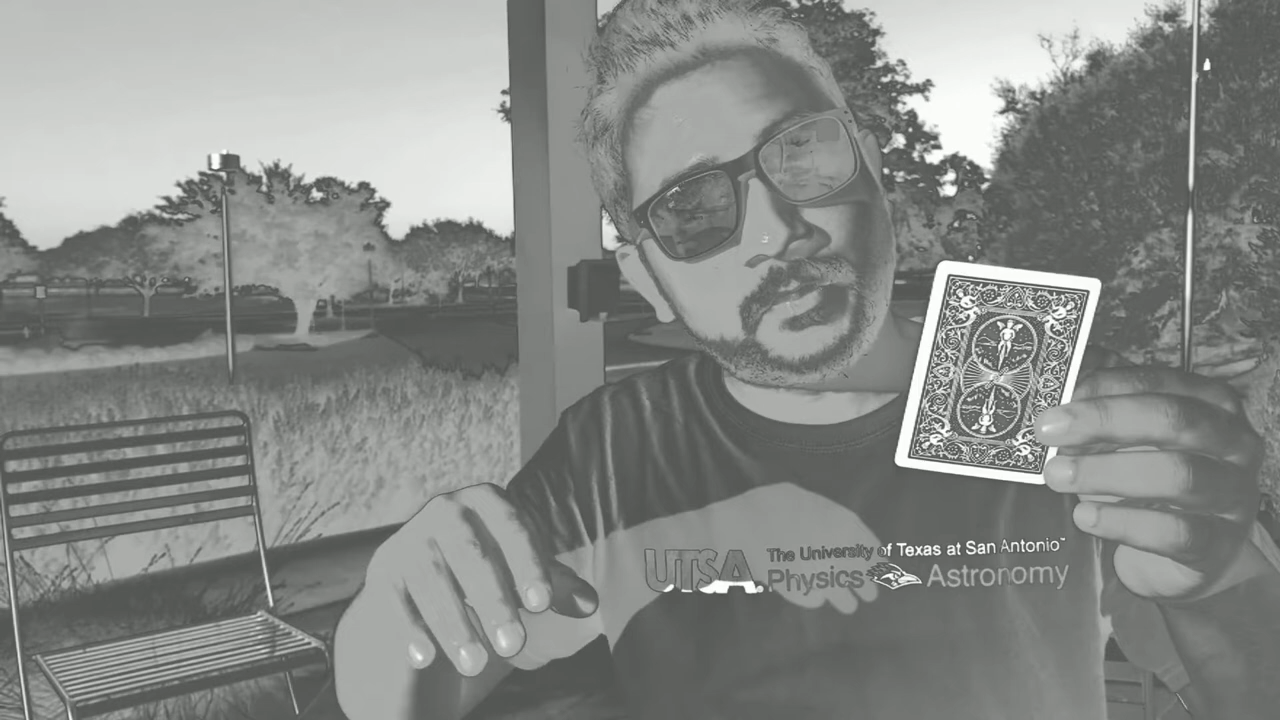 The University of Texas at San Antonio™
UTSA. Physics Astronomy